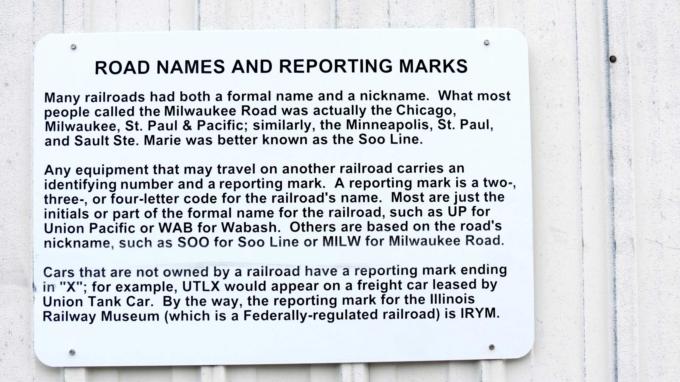 ROAD NAMES AND REPORTING MARKS
Many railroads had both a formal name and a nickname. What most
people called the Milwaukee Road was actually the Chicago,
Milwaukee, St. Paul & Pacific; similarly, the Minneapolis, St. Paul,
and Sault Ste. Marie was better known as the Soo Line.
Any equipment that may travel on another railroad carries an
identifying number and a reporting mark. A reporting mark is a two-,
three-, or four-letter code for the railroad's name. Most are just the
initials or part of the formal name for the railroad, such as UP for
Union Pacific or WAB for Wabash. Others are based on the road's
nickname, such as SOO for Soo Line or MILW for Milwaukee Road.
Cars that are not owned by a railroad have a reporting mark ending
in "X"; for example, UTLX would appear on a freight car leased by
Union Tank Car. By the way, the reporting mark for the Illinois
Railway Museum (which is a Federally-regulated railroad) is IRYM.